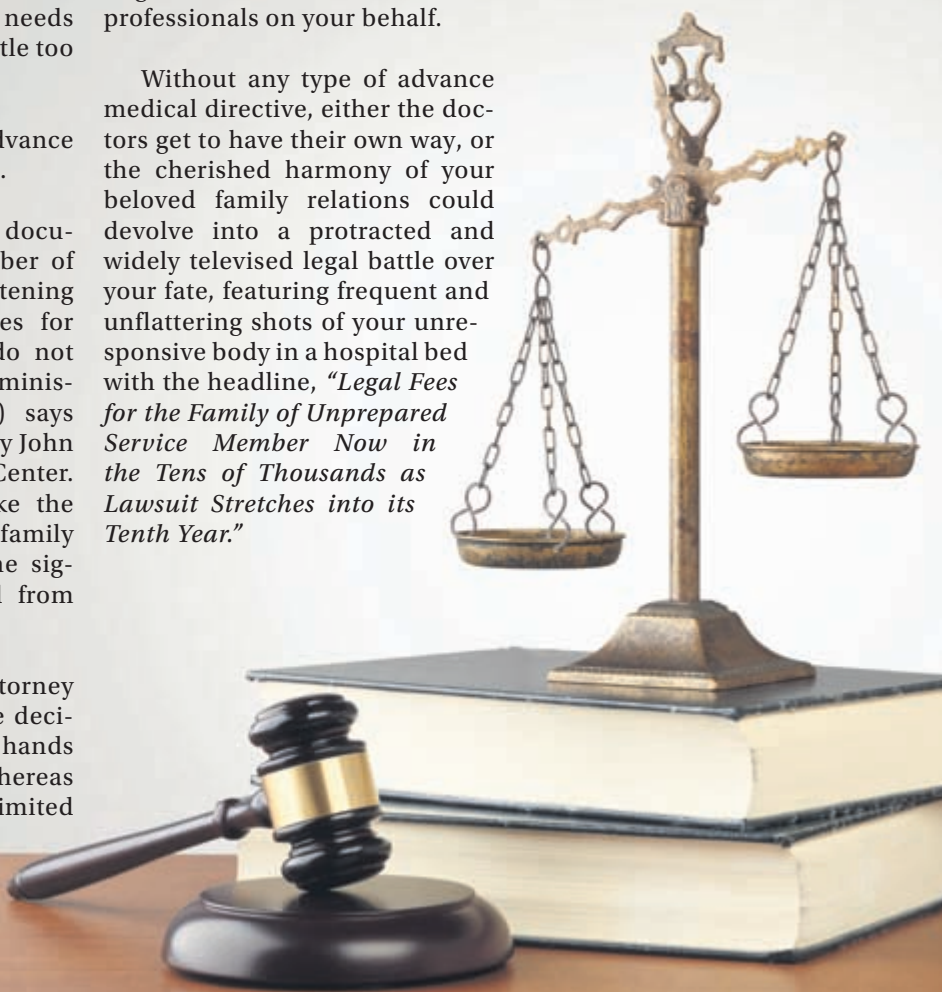 needs
tle too
dvance
.
docu-
ber of
tening
es for
do not
minis-
) says
y John
Center.
ke the
family
he sig-
from
torney
e deci-
hands
hereas
imited
professionals on your behalf.
Without any type of advance
medical directive, either the doc-
tors get to have their own way, or
the cherished harmony of your
beloved family relations could
devolve into a protracted and
widely televised legal battle over
your fate, featuring frequent and
unflattering shots of your unre-
sponsive body in a hospital bed
with the headline, “Legal Fees
for the Family of Unprepared
Service Member Now in
the Tens of Thousands as
Lawsuit Stretches into its
Tenth Year.”